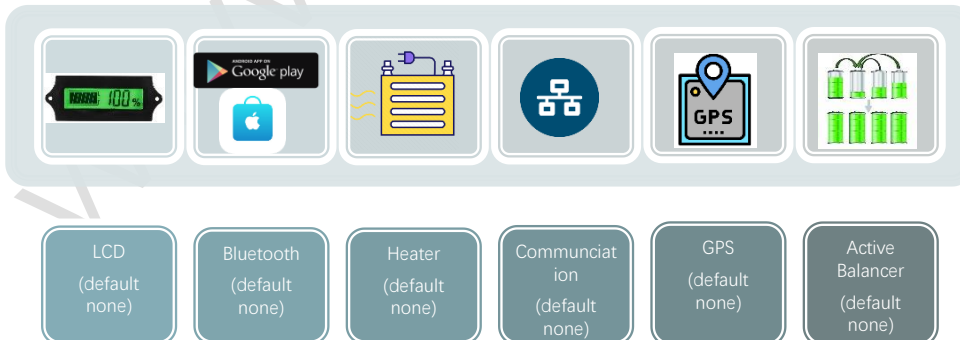 100%
ANDROID APP ON
Google play
GPS
LCD
(default
none)
Bluetooth
(default
none)
Heater
(default
none)
Communciat
ion
(default
none)
GPS
(default
none)
Active
Balancer
(default
none)